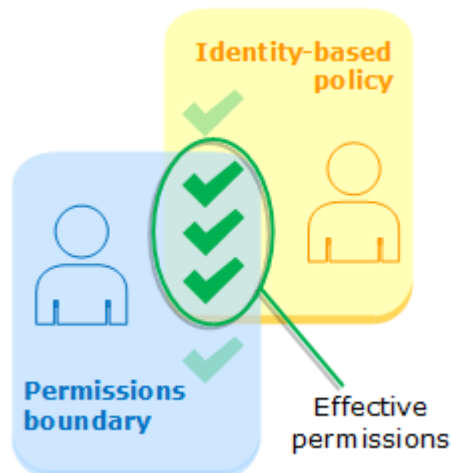 Identity-based
policy
Permissions
boundary
Effective
permissions